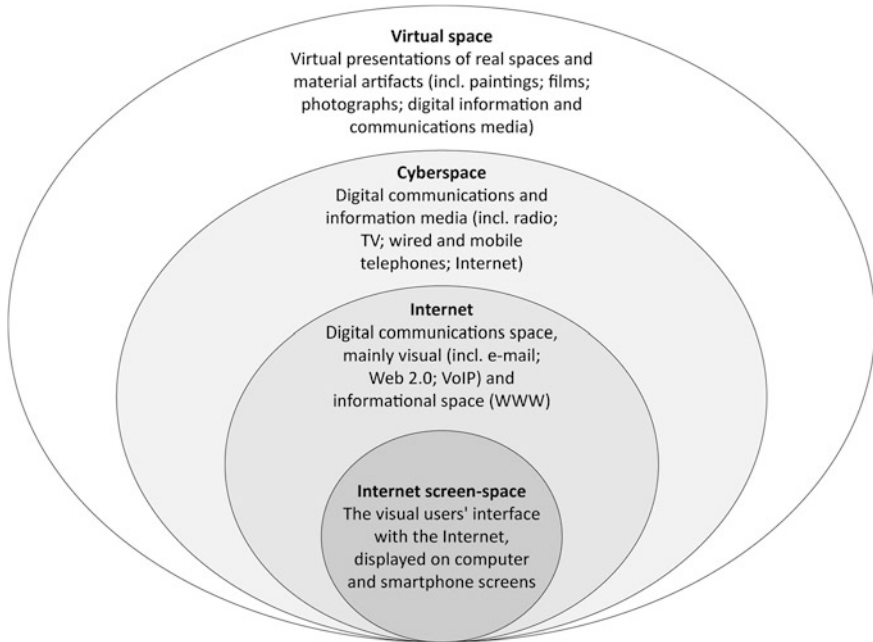 Virtual space
Virtual presentations of real spaces and
material artifacts (incl. paintings; films;
photographs; digital information and
communications media)
Cyberspace
Digital communications and
information media (incl. radio;
TV; wired and mobile
telephones; Internet)
Internet
Digital communications space,
mainly visual (incl. e-mail;
Web 2.0; VoIP) and
informational space (WWW)
Internet screen-space
The visual users' interface
with the Internet,
displayed on computer
and smartphone screens